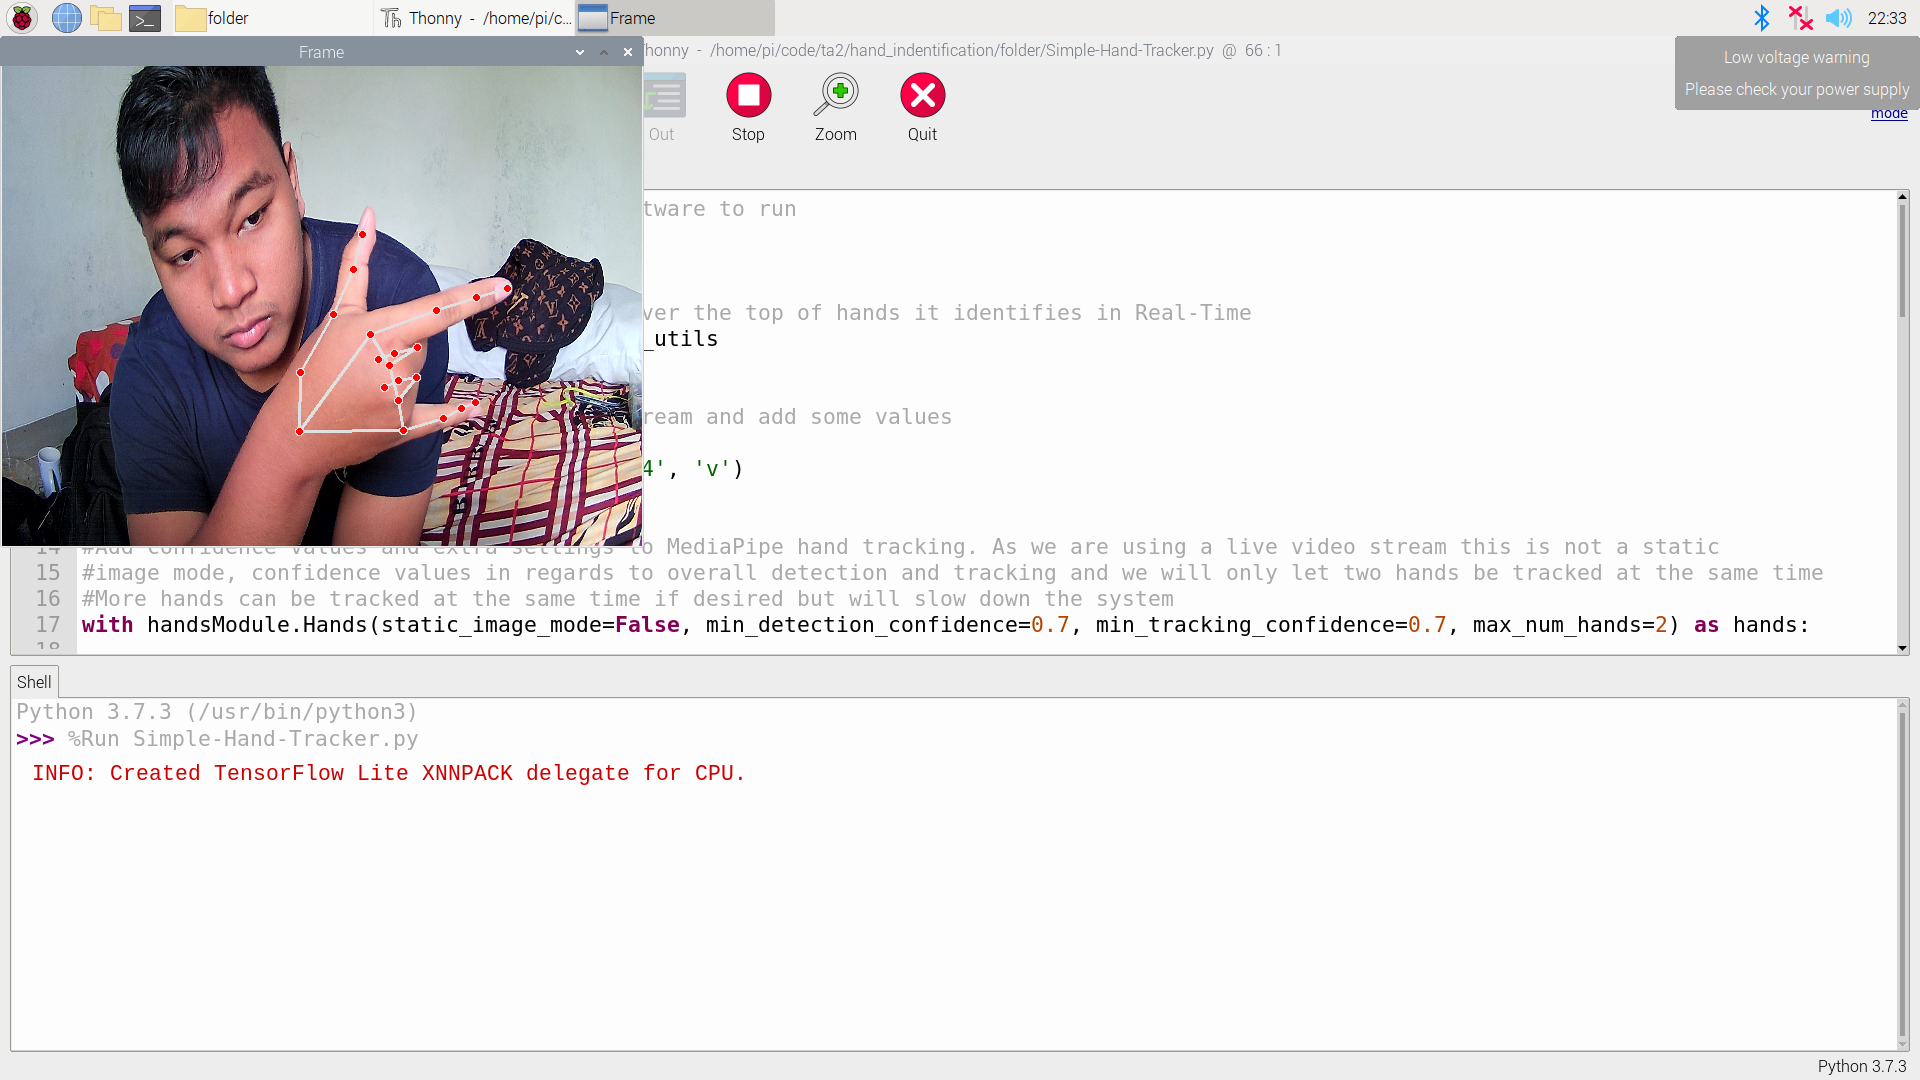 folder
Thonny - /home/pi/c...
Frame
22:33
Frame
Thonny - /home/pi/code/ta2/hand_indentification/folder/Simple-Hand-Tracker.py @ 66 : 1
Low voltage warning
Please check your power supply
mode
Out
Stop
Zoom
Quit
tware to run
ver the top of hands it identifies in Real-Time
_utils
ream and add some values
4', 'v')
14 #Add confidence values and extra settings to MediaPipe hand tracking. As we are using a live video stream this is not a static
15 #image mode, confidence values in regards to overall detection and tracking and we will only let two hands be tracked at the same time
16 #More hands can be tracked at the same time if desired but will slow down the system
17 with handsModule.Hands(static_image_mode=False, min_detection_confidence=0.7, min_tracking_confidence=0.7, max_num_hands=2) as hands:
18
Shell
Python 3.7.3 (/usr/bin/python3)
>>> %Run Simple-Hand-Tracker.py
INFO: Created TensorFlow Lite XNNPACK delegate for CPU.
Python 3.7.3